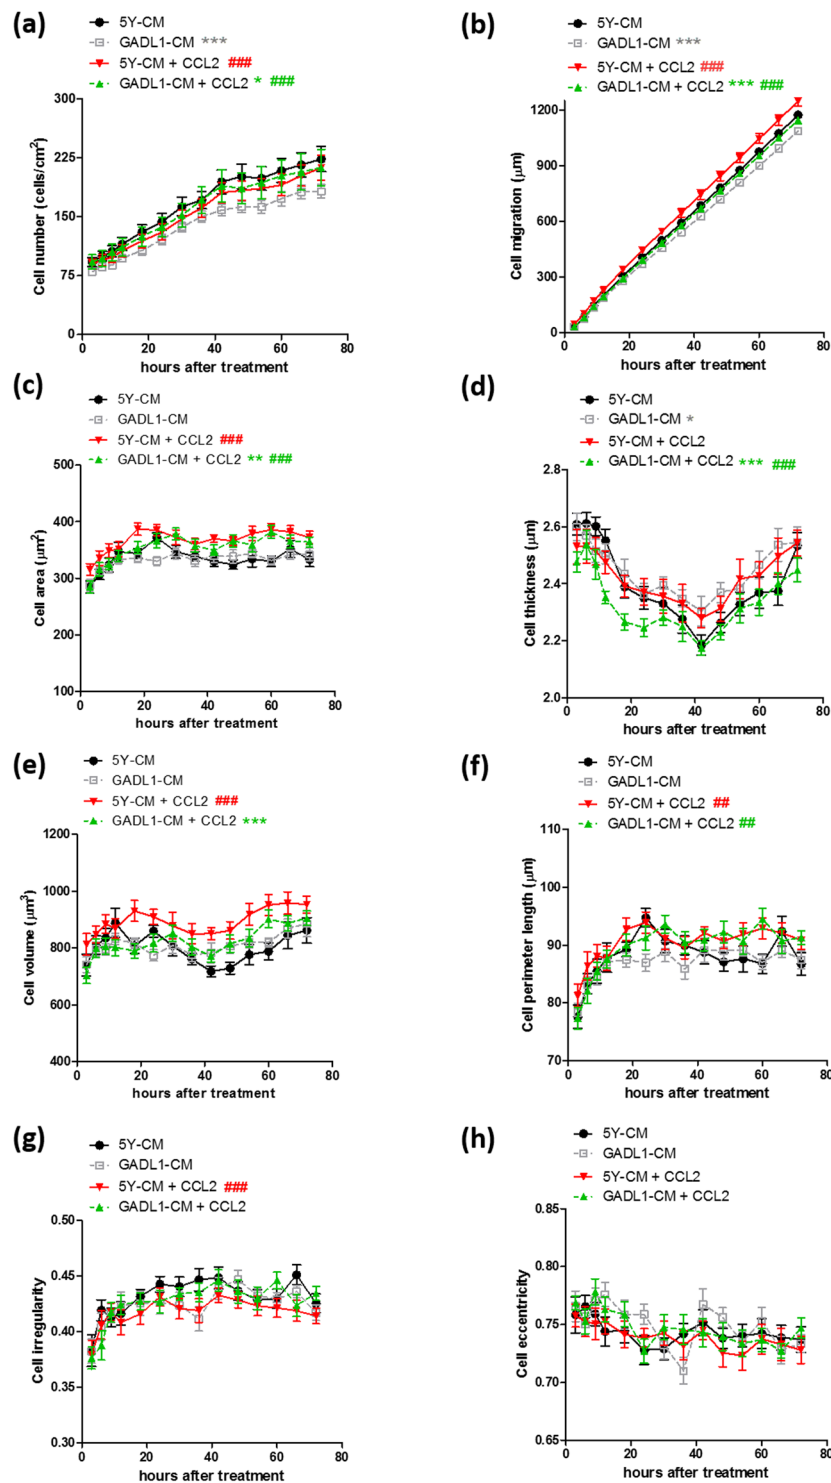 (a)
5Y-CM
GADL1-CM ***
5Y-CM + CCL2 ###
GADL1-CM + CCL2 * ###
Cell number (cells/cm²)
300
225
150
75
0
0 20 40 60 80
hours after treatment
(b)
5Y-CM
GADL1-CM ***
5Y-CM + CCL2 ###
GADL1-CM + CCL2 *** ###
Cell migration (μm)
1200
900
600
300
0
0 20 40 60 80
hours after treatment
(c)
5Y-CM
GADL1-CM
5Y-CM + CCL2 ###
GADL1-CM + CCL2 ** ###
Cell area (μm²)
500
400
300
200
100
0 20 40 60 80
hours after treatment
(d)
5Y-CM
GADL1-CM *
5Y-CM + CCL2
GADL1-CM + CCL2 *** ###
Cell thickness (μm)
2.8
2.6
2.4
2.2
2.0
0 20 40 60 80
hours after treatment
(e)
5Y-CM
GADL1-CM
5Y-CM + CCL2 ###
GADL1-CM + CCL2 ***
Cell volume (μm³)
1200
1000
800
600
400
0 20 40 60 80
hours after treatment
(f)
5Y-CM
GADL1-CM
5Y-CM + CCL2 ##
GADL1-CM + CCL2 ##
Cell perimeter length (μm)
110
100
90
80
70
0 20 40 60 80
hours after treatment
(g)
5Y-CM
GADL1-CM
5Y-CM + CCL2 ###
GADL1-CM + CCL2
Cell irregularity
0.50
0.45
0.40
0.35
0.30
0 20 40 60 80
hours after treatment
(h)
5Y-CM
GADL1-CM
5Y-CM + CCL2
GADL1-CM + CCL2
Cell eccentricity
0.85
0.80
0.75
0.70
0.65
0 20 40 60 80
hours after treatment